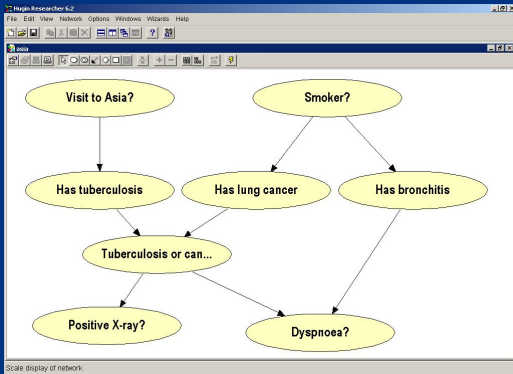 Hugin Researcher 6.2
File Edit View Network Options Windows Wizards Help
asia
Visit to Asia?
Smoker?
Has tuberculosis
Has lung cancer
Has bronchitis
Tuberculosis or can...
Positive X-ray?
Dyspnoea?
Scale display of network